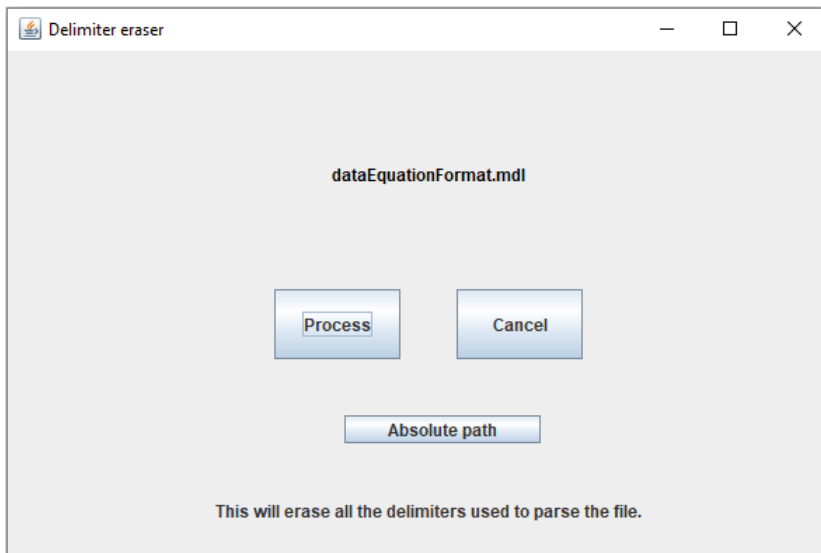 Delimiter eraser
dataEquationFormat.mdl
Process
Cancel
Absolute path
This will erase all the delimiters used to parse the file.